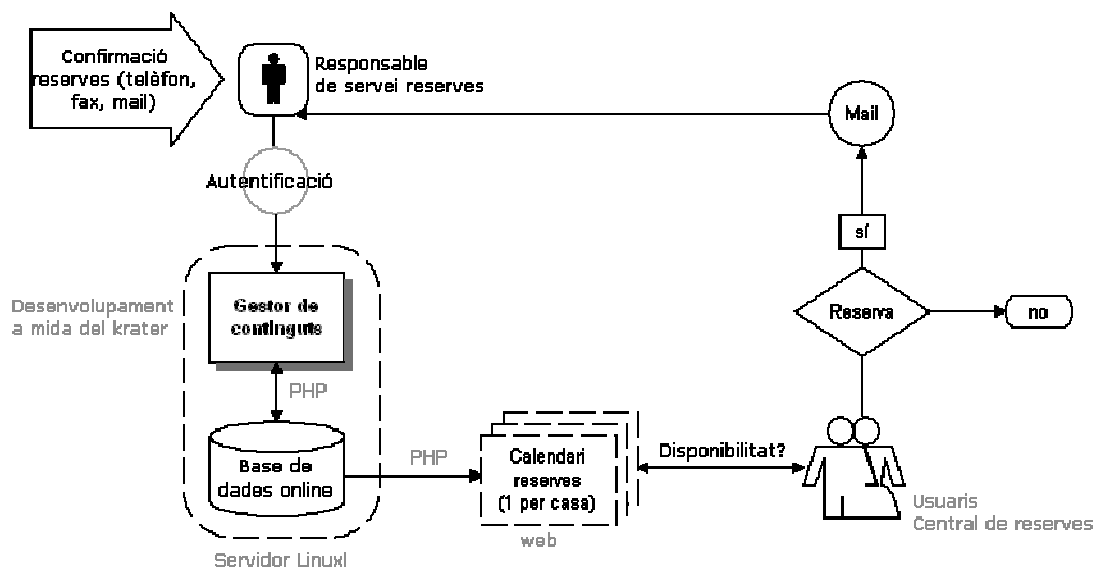 Confirmació
reserves (telèfon,
fax, mail)
Responsable
de servei reserves
Mail
Autentificació
sí
Desenvolupament
a mida del krater
Gestor de
continguts
Reserva
no
PHP
Base de
dades online
PHP
Calendari
reserves
(1 per casa)
Disponibilitat?
Usuaris
Central de reserves
web
Servidor Linuxl